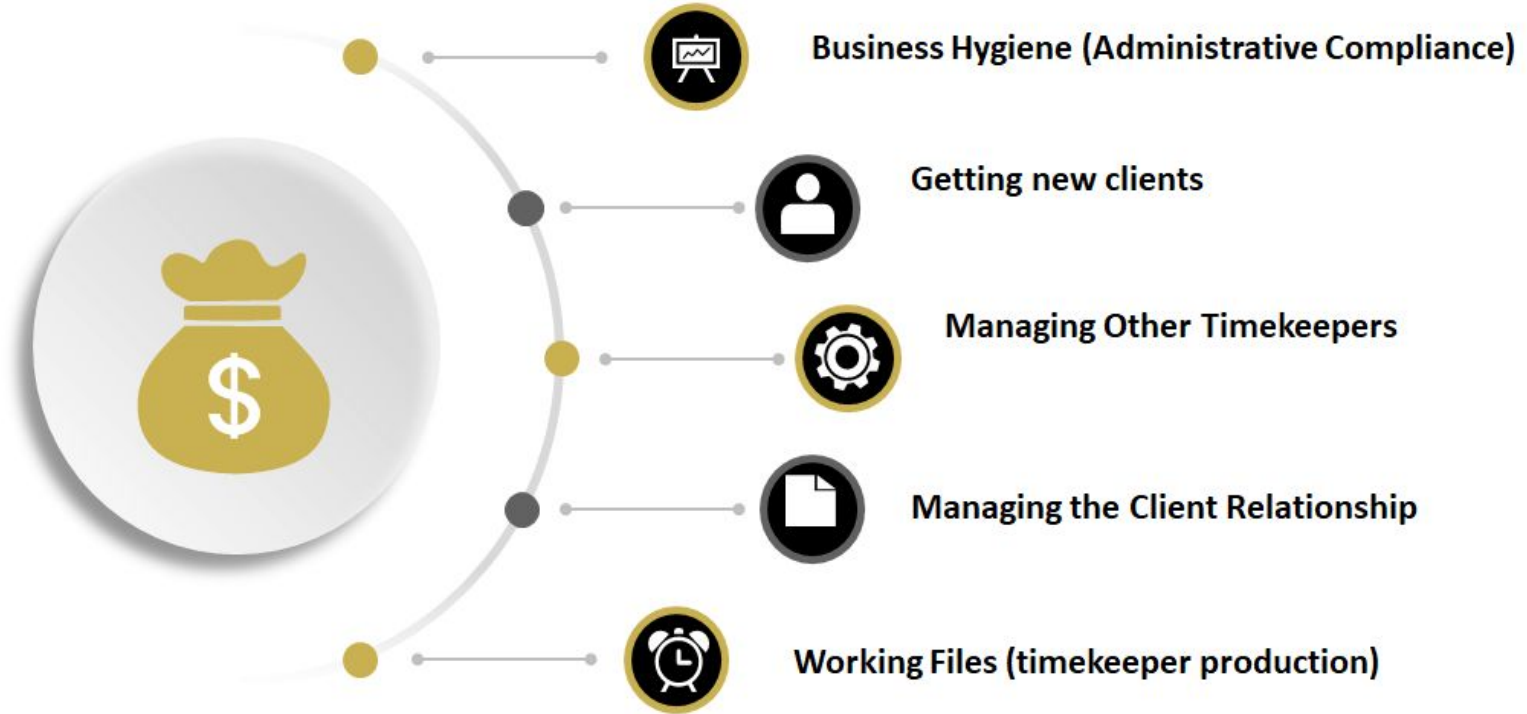 Business Hygiene (Administrative Compliance)
Getting new clients
$
Managing Other Timekeepers
Managing the Client Relationship
Working Files (timekeeper production)